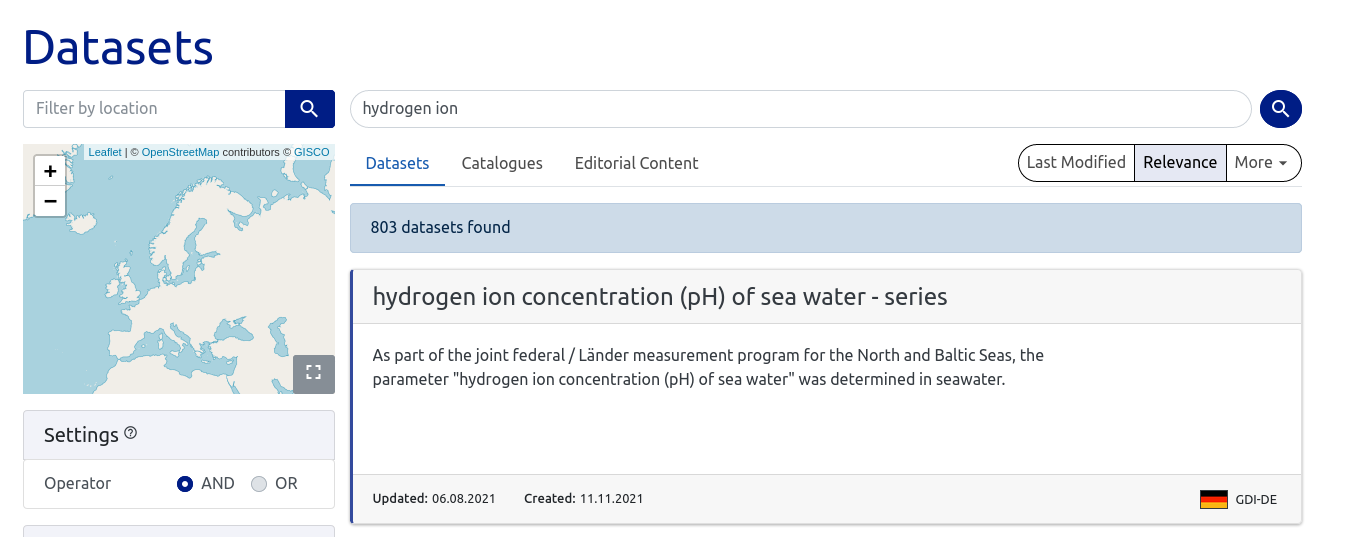 Datasets
Filter by location
hydrogen ion
+
−
Leaflet | © OpenStreetMap contributors © GISCO
Datasets
Catalogues
Editorial Content
Last Modified
Relevance
More
803 datasets found
hydrogen ion concentration (pH) of sea water - series
As part of the joint federal / Länder measurement program for the North and Baltic Seas, the
parameter "hydrogen ion concentration (pH) of sea water" was determined in seawater.
Settings ?
Operator AND OR
Updated: 06.08.2021 Created: 11.11.2021 GDI-DE